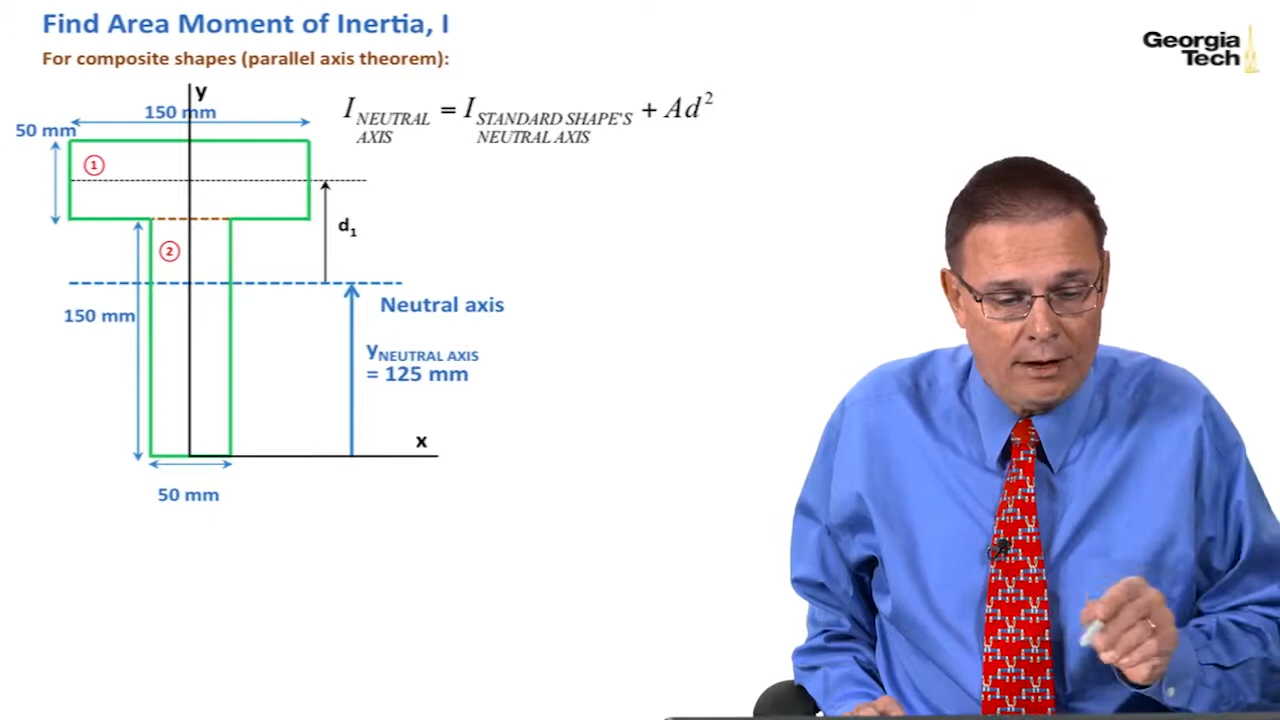 Find Area Moment of Inertia, I
Georgia
Tech
For composite shapes (parallel axis theorem):
y
150 mm
I NEUTRAL AXIS = I STANDARD SHAPE'S NEUTRAL AXIS + Ad²
50 mm
①
d₁
②
Neutral axis
150 mm
yNEUTRAL AXIS
= 125 mm
x
50 mm